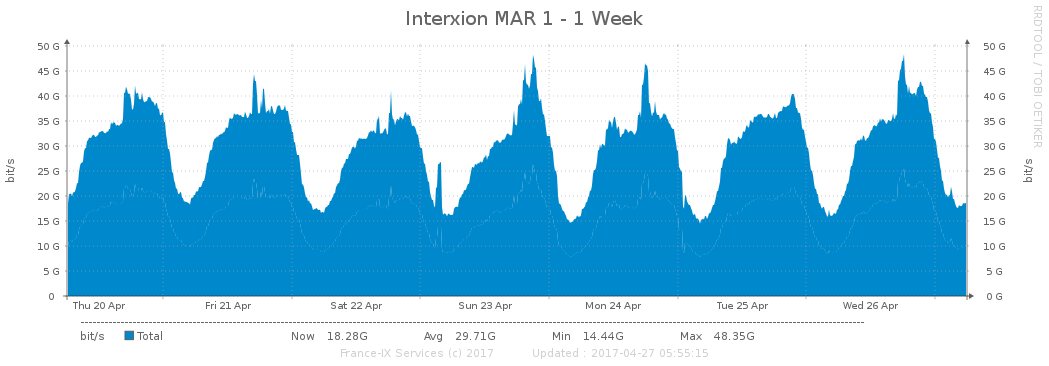 Interxion MAR 1 - 1 Week
RRDTOOL / TOBI OETIKER
50 G 50 G
45 G 45 G
40 G 40 G
35 G 35 G
30 G 30 G
25 G 25 G
20 G 20 G
15 G 15 G
10 G 10 G
5 G 5 G
0 0 G
bit/s
bit/s
Thu 20 Apr Fri 21 Apr Sat 22 Apr Sun 23 Apr Mon 24 Apr Tue 25 Apr Wed 26 Apr
bit/s Total Now 18.28G Avg 29.71G Min 14.44G Max 48.35G
France-IX Services (c) 2017 Updated : 2017-04-27 05:55:15